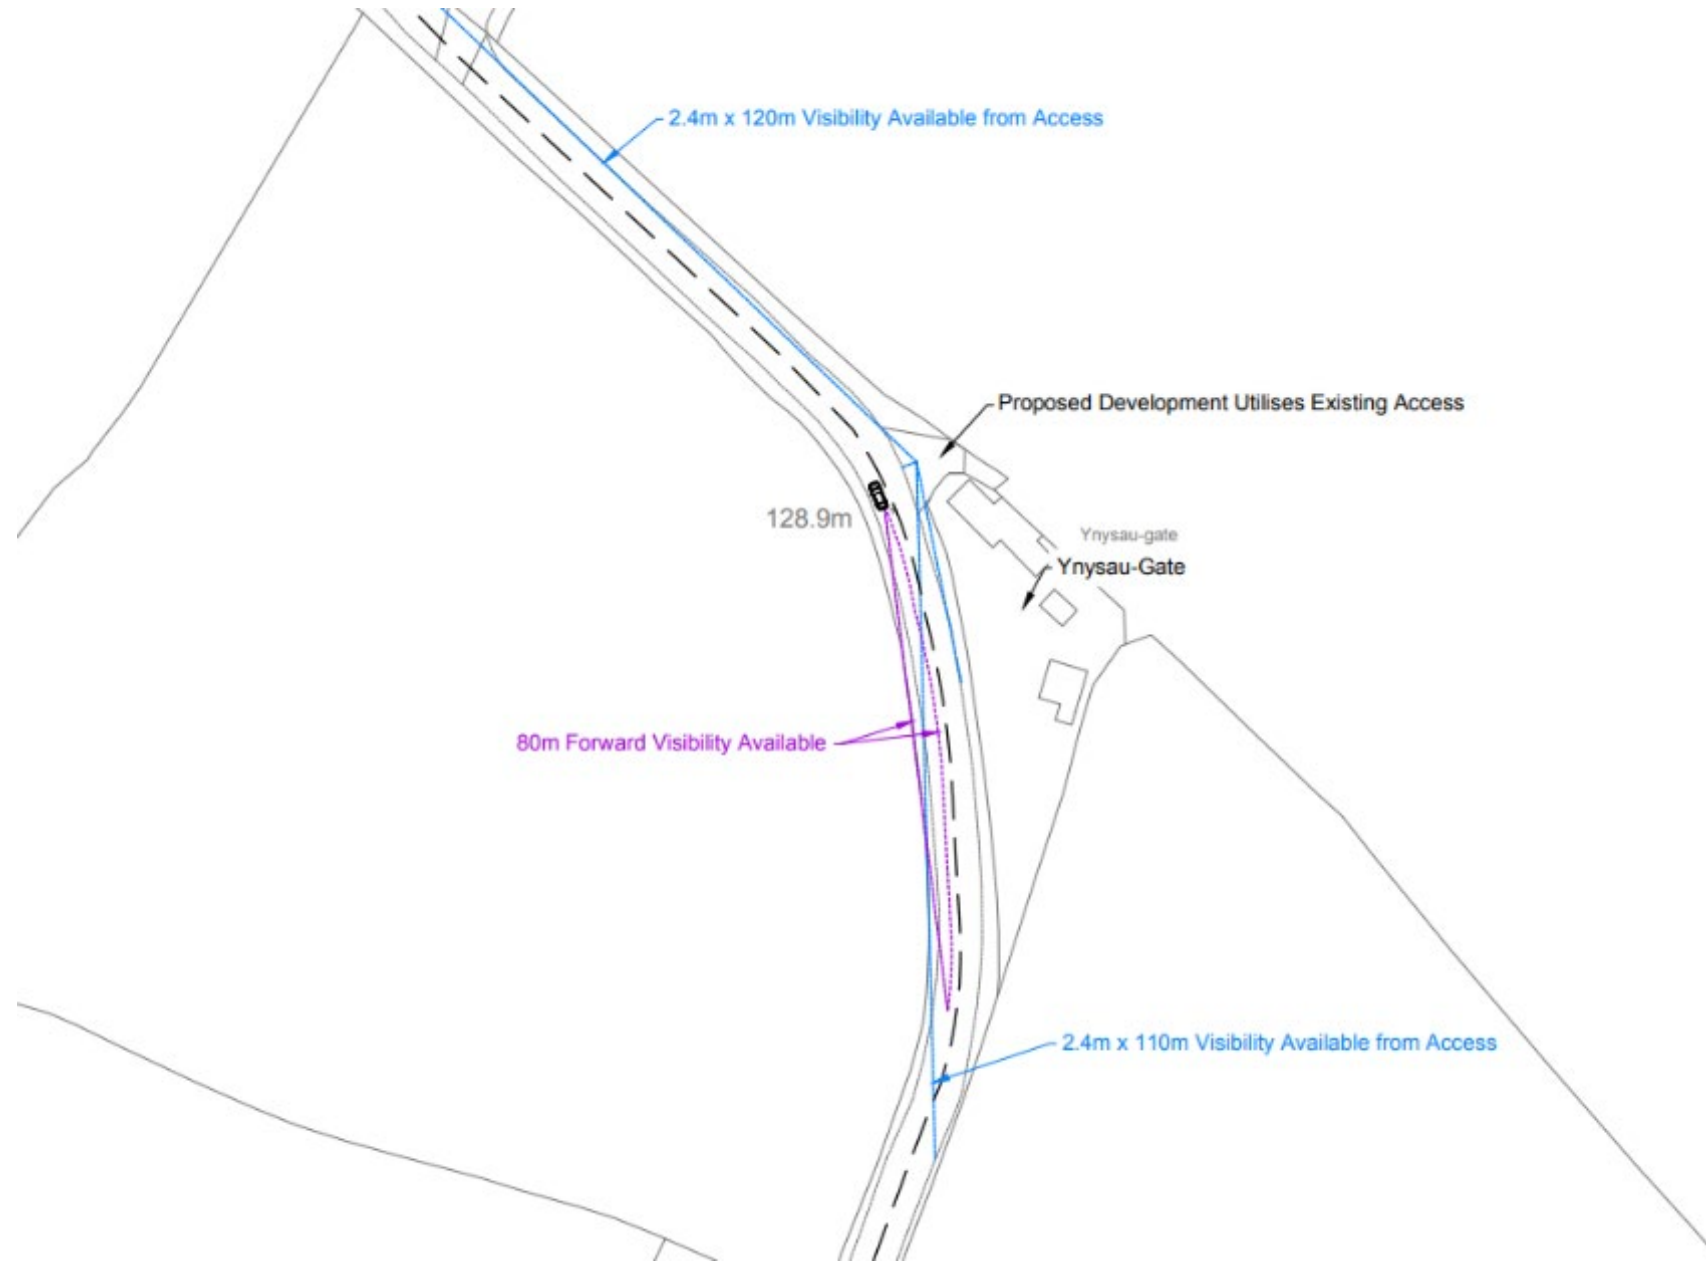 2.4m x 120m Visibility Available from Access
Proposed Development Utilises Existing Access
128.9m
Ynysau-gate
Ynysau-Gate
80m Forward Visibility Available
2.4m x 110m Visibility Available from Access